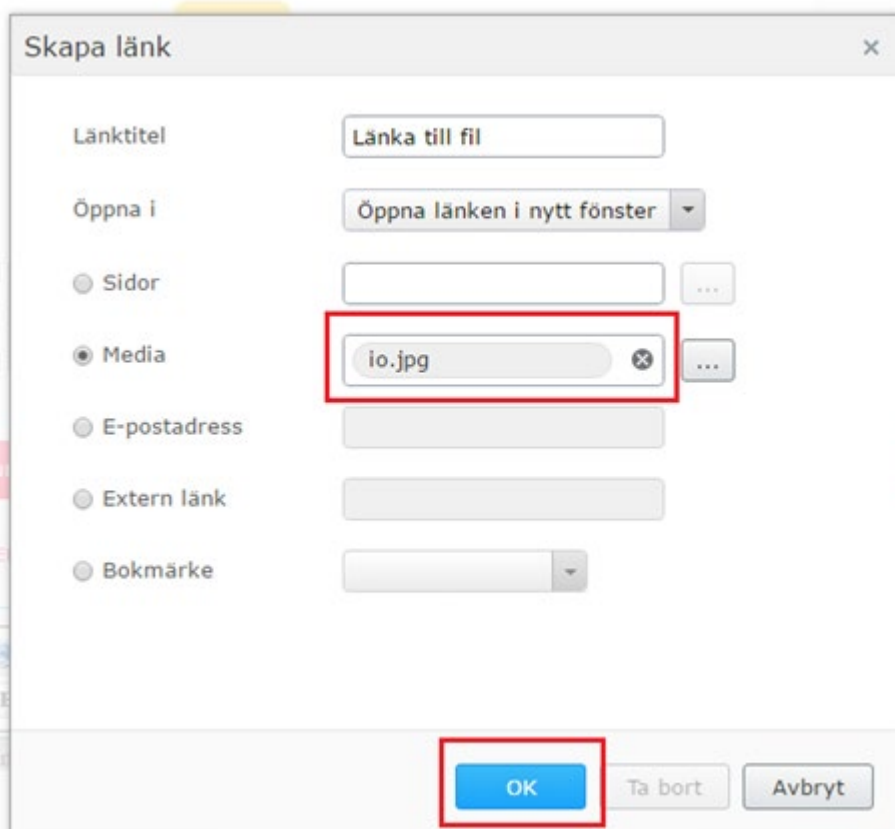 Skapa länk
Länktitel Länka till fil
Öppna i Öppna länken i nytt fönster
Sidor ...
Media io.jpg ...
E-postadress
Extern länk
Bokmärke
OK Ta bort Avbryt